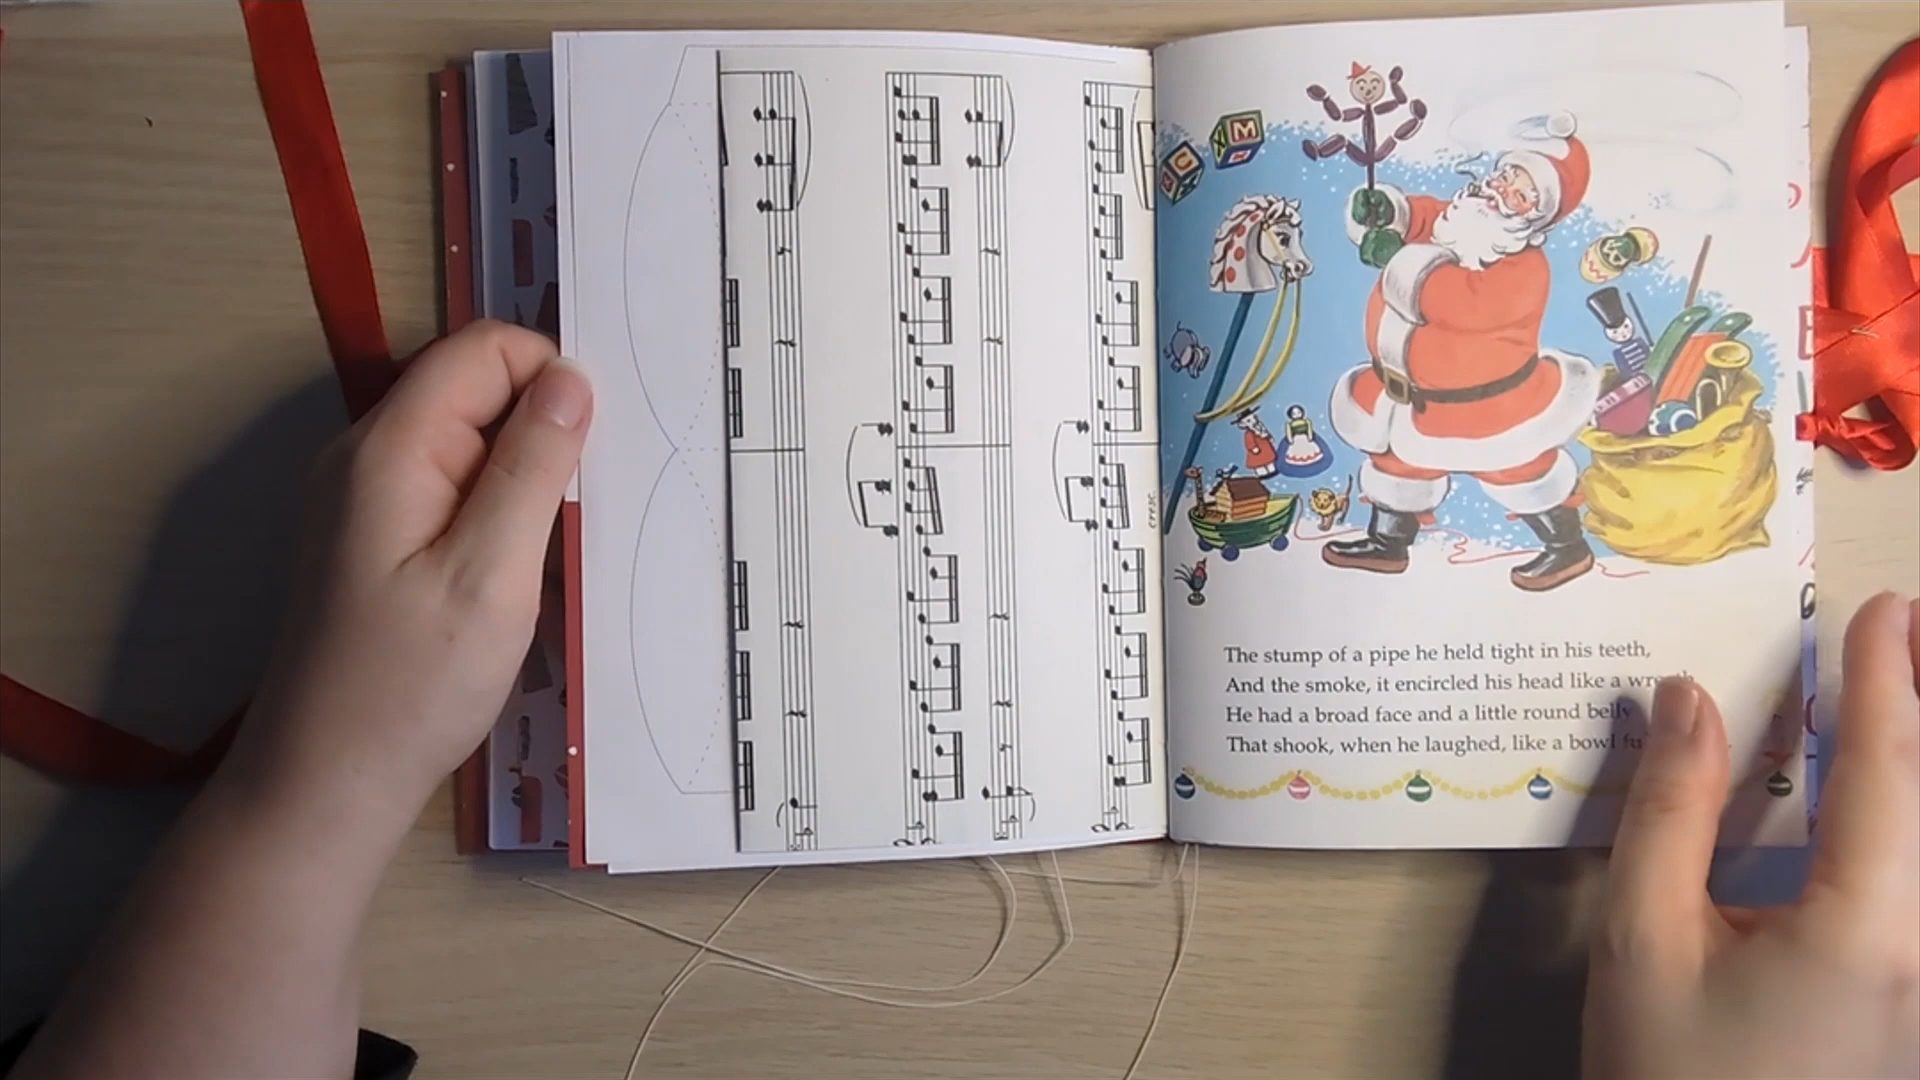 CRESC.
M
The stump of a pipe he held tight in his teeth,
And the smoke, it encircled his head like a
He had a broad face and a little round belly
That shook, when he laughed, like a bowl